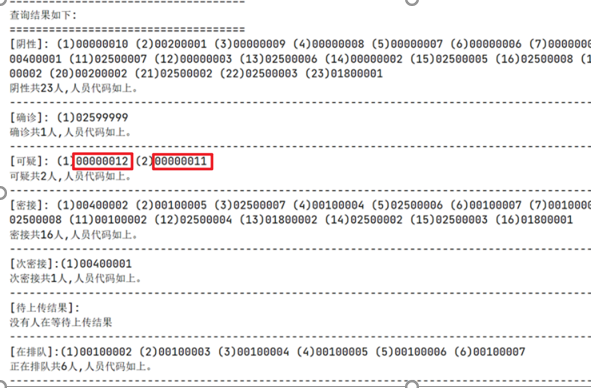 查询结果如下:
===================================
[阴性]: (1)00000010 (2)00200001 (3)00000009 (4)00000008 (5)00000007 (6)00000006 (7)0000000
00400001 (11)02500007 (12)00000003 (13)02500006 (14)00000002 (15)02500005 (16)02500008 (1
00002 (20)00200002 (21)02500002 (22)02500003 (23)01800001
阴性共23人,人员代码如上。
[确诊]: (1)02599999
确诊共1人,人员代码如上。
[可疑]: (1)00000012 (2)00000011
可疑共2人,人员代码如上。
[密接]: (1)00400002 (2)00100005 (3)02500007 (4)00100004 (5)02500006 (6)00100007 (7)0010000
02500008 (11)00100002 (12)02500004 (13)01800002 (14)02500002 (15)02500003 (16)01800001
密接共16人,人员代码如上。
[次密接]:(1)00400001
次密接共1人,人员代码如上。
[待上传结果]:
没有人在等待上传结果
[在排队]:(1)00100002 (2)00100003 (3)00100004 (4)00100005 (5)00100006 (6)00100007
正在排队共6人,人员代码如上。